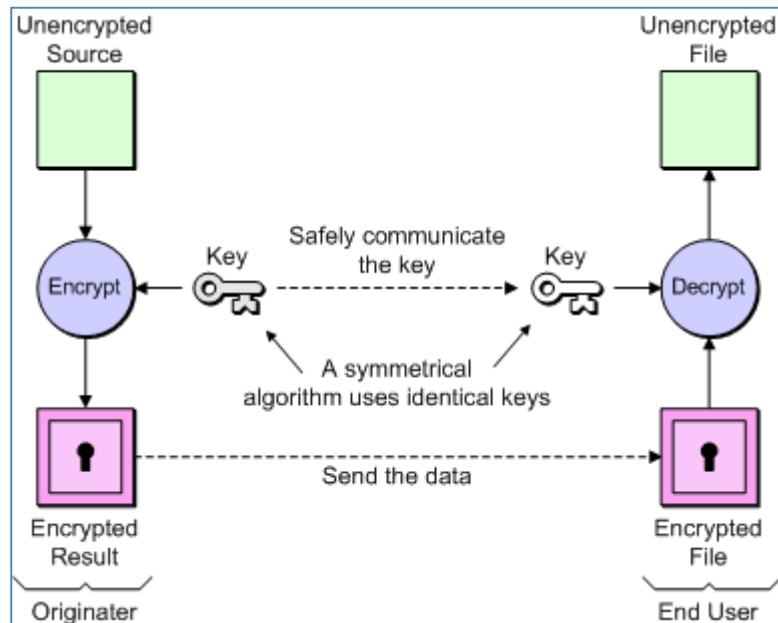 Unencrypted
Source
Unencrypted
File
Key
Safely communicate
the key
Key
Encrypt
Decrypt
A symmetrical
algorithm uses identical keys
Send the data
Encrypted
Result
Encrypted
File
Originater
End User